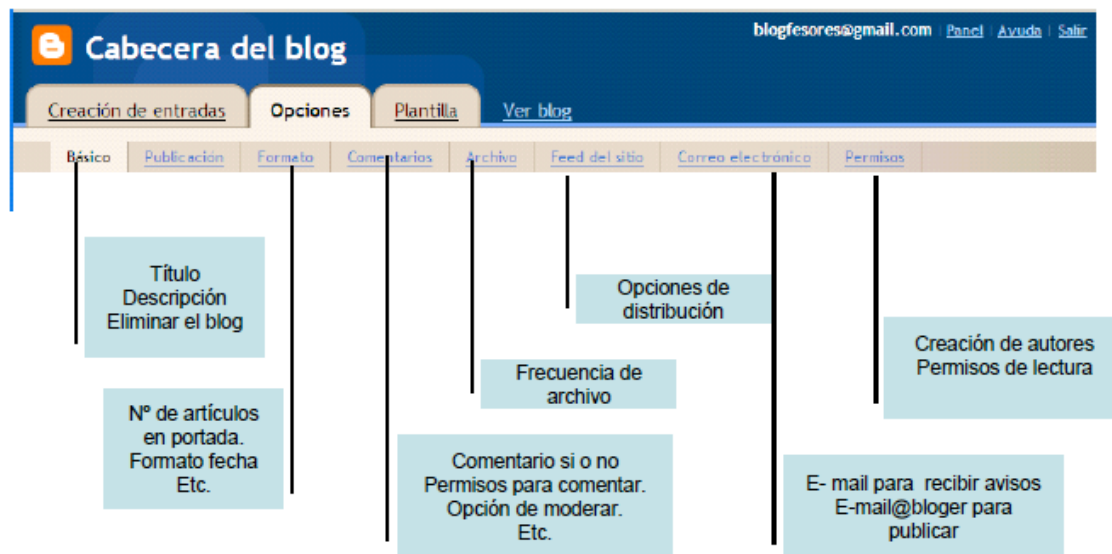 blogfesores@gmail.com | Panel | Ayuda | Salir
Cabecera del blog
Creación de entradas Opciones Plantilla Ver blog
Básico Publicación Formato Comentarios Archivo Feed del sitio Correo electrónico Permisos
Título
Descripción
Eliminar el blog
Nº de artículos
en portada.
Formato fecha
Etc.
Comentario si o no
Permisos para comentar.
Opción de moderar.
Etc.
Frecuencia de
archivo
Opciones de
distribución
E- mail para recibir avisos
E-mail@bloger para
publicar
Creación de autores
Permisos de lectura